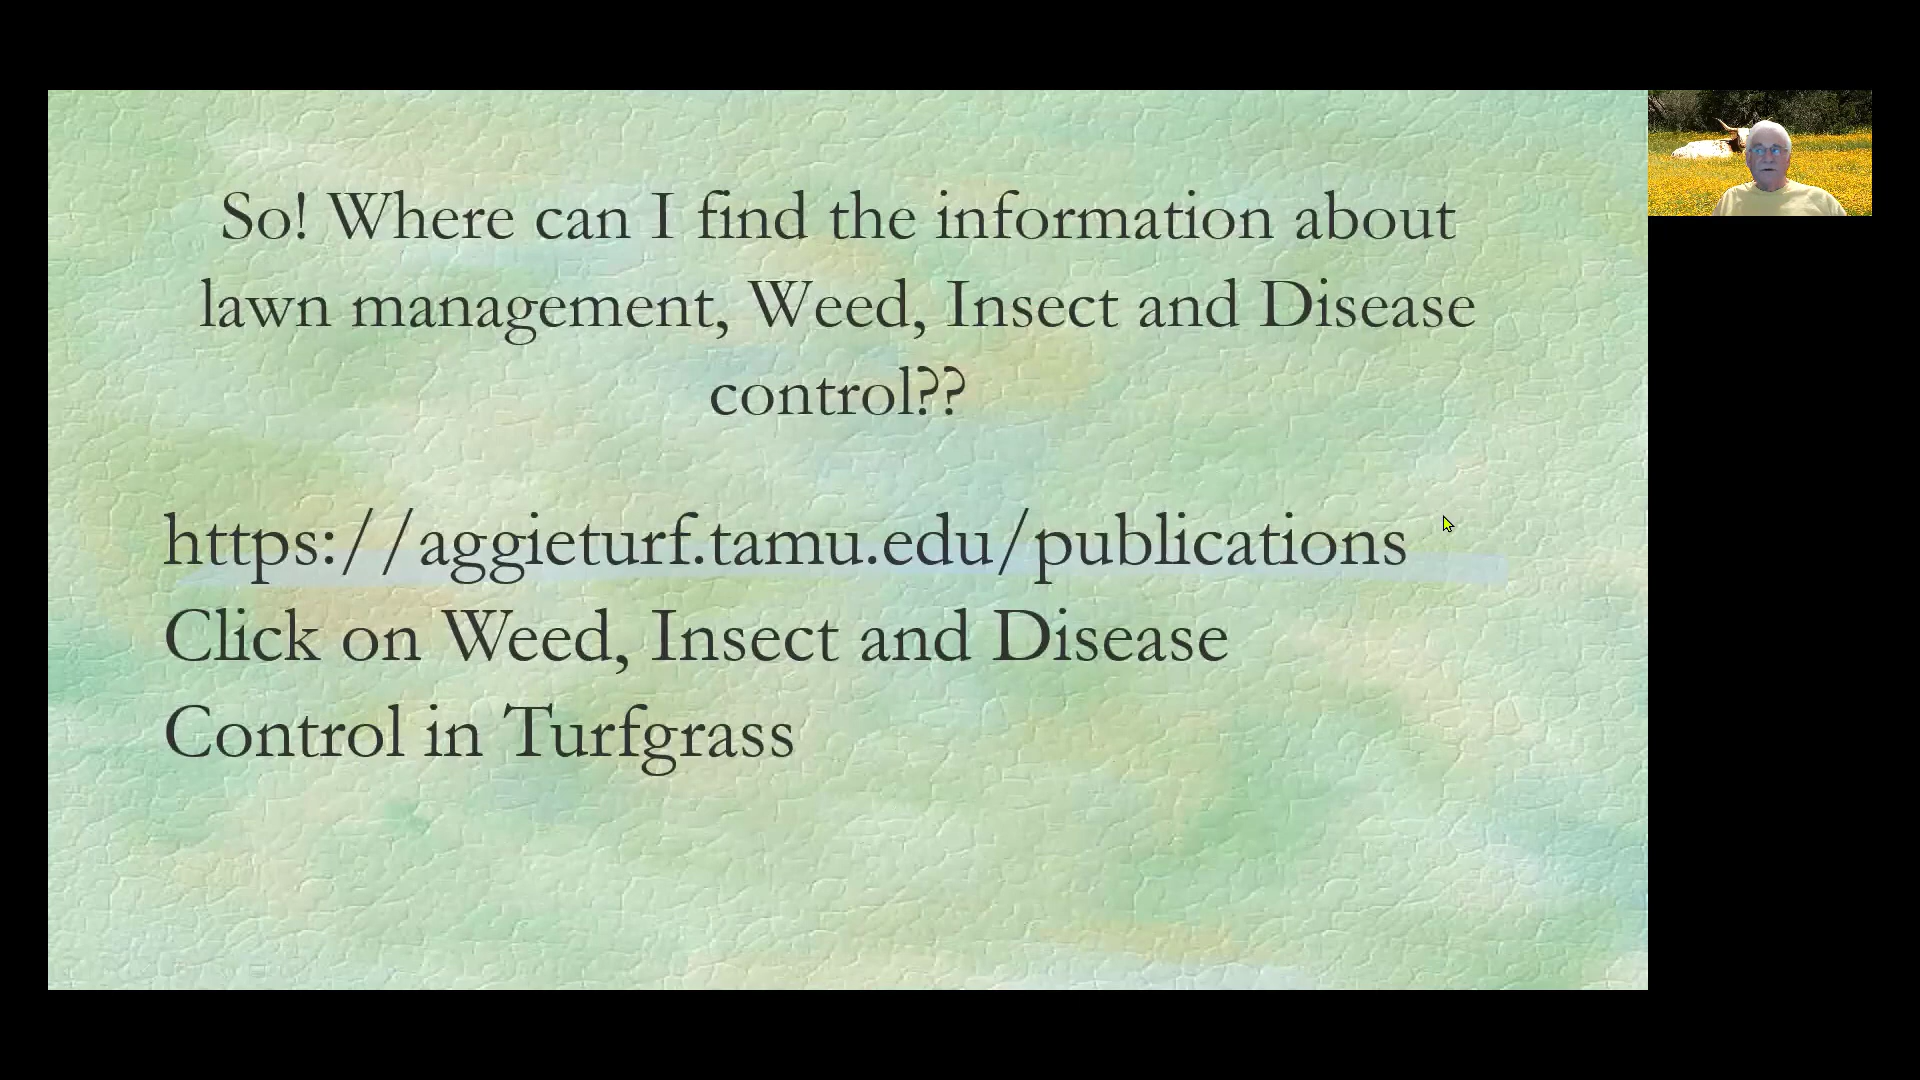 So! Where can I find the information about
lawn management, Weed, Insect and Disease
control??
https://aggieturf.tamu.edu/publications
Click on Weed, Insect and Disease
Control in Turfgrass